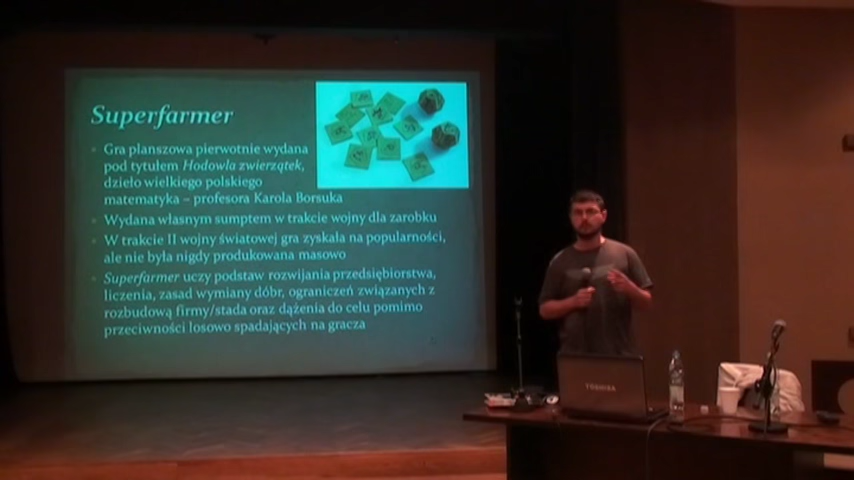 Superfarmer
Gra planszowa pierwotnie wydana
pod tytułem Hodowla zwierzątek,
dzieło wielkiego polskiego
matematyka – profesora Karola Borsuka
Wydana własnym sumptem w trakcie wojny dla zarobku
W trakcie II wojny światowej gra zyskała na popularności,
ale nie była nigdy produkowana masowo
Superfarmer uczy podstaw rozwijania przedsiębiorstwa,
liczenia, zasad wymiany dóbr, ograniczeń związanych z
rozbudową firmy/stada oraz dążenia do celu pomimo
przeciwności losowo spadających na gracza
TOSHIBA